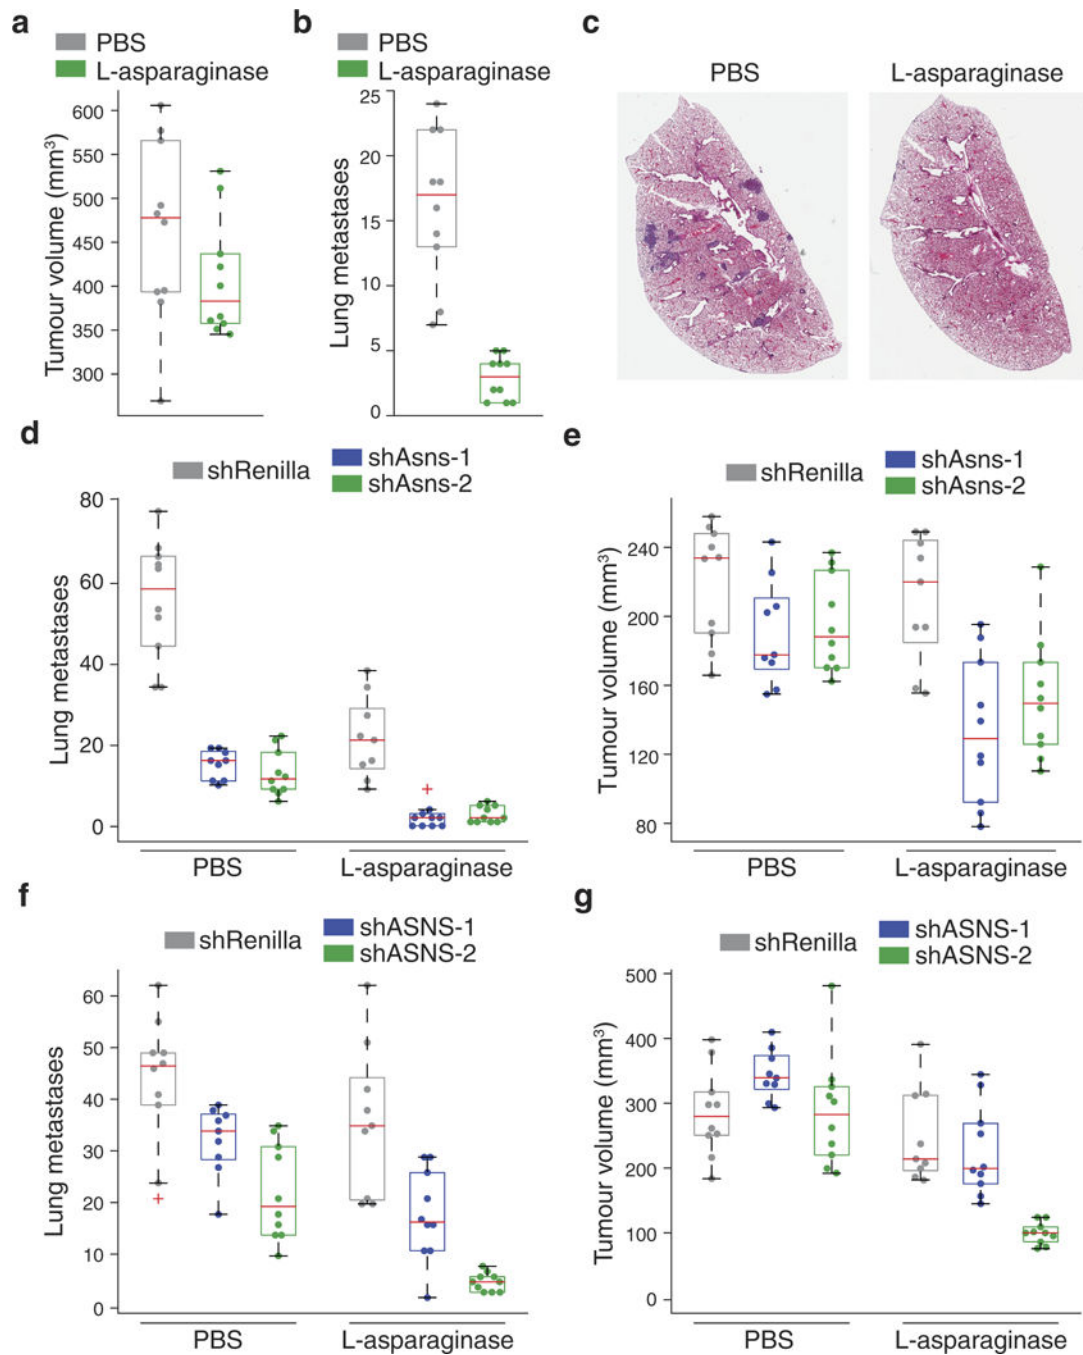 a
PBS
L-asparaginase
Tumour volume (mm³)
600
550
500
450
400
350
300
b
PBS
L-asparaginase
Lung metastases
25
20
15
10
5
0
c
PBS
L-asparaginase
d
shRenilla
shAsns-1
shAsns-2
Lung metastases
80
60
40
20
0
PBS
L-asparaginase
e
shRenilla
shAsns-1
shAsns-2
Tumour volume (mm³)
240
200
160
120
80
PBS
L-asparaginase
f
shRenilla
shASNS-1
shASNS-2
Lung metastases
60
50
40
30
20
10
0
PBS
L-asparaginase
g
shRenilla
shASNS-1
shASNS-2
Tumour volume (mm³)
500
400
300
200
100
0
PBS
L-asparaginase